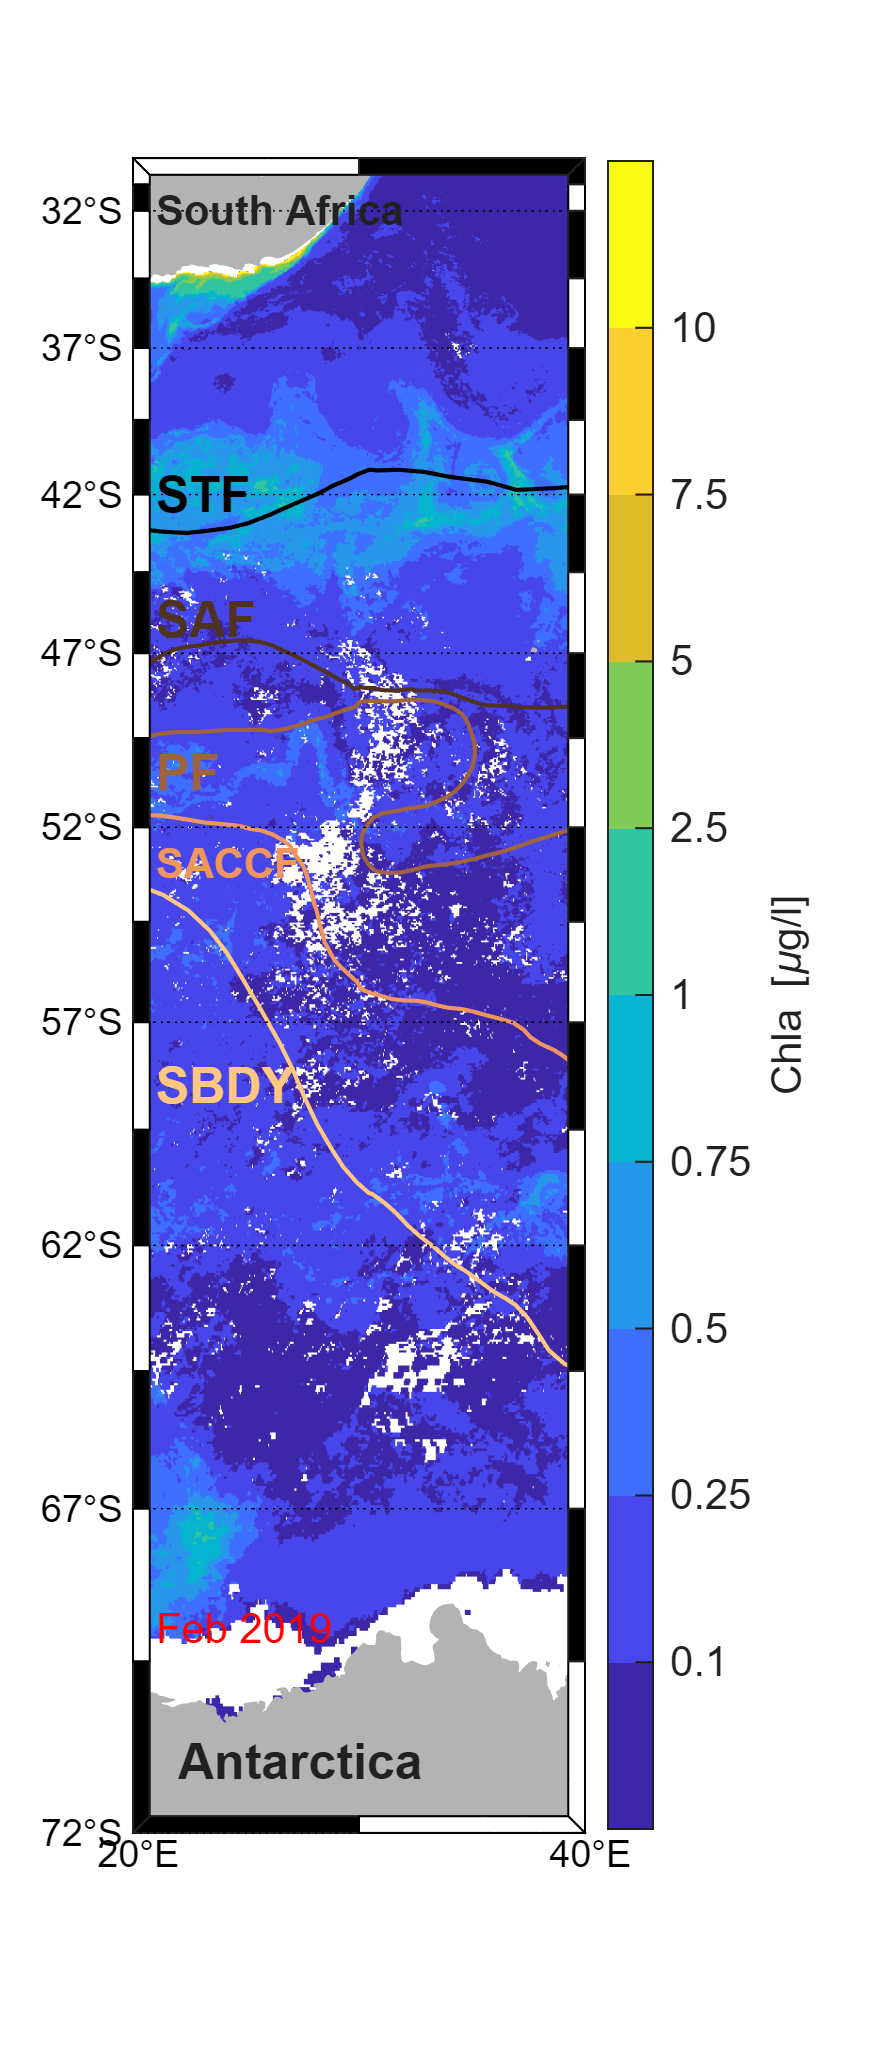 32°S
South Africa
10
37°S
7.5
42°S
STF
SAF
47°S
5
PF
52°S
2.5
SACCF
Chla [µg/l]
1
57°S
SBDY
0.75
62°S
0.5
0.25
67°S
Feb 2019
0.1
Antarctica
72°S
20°E
40°E